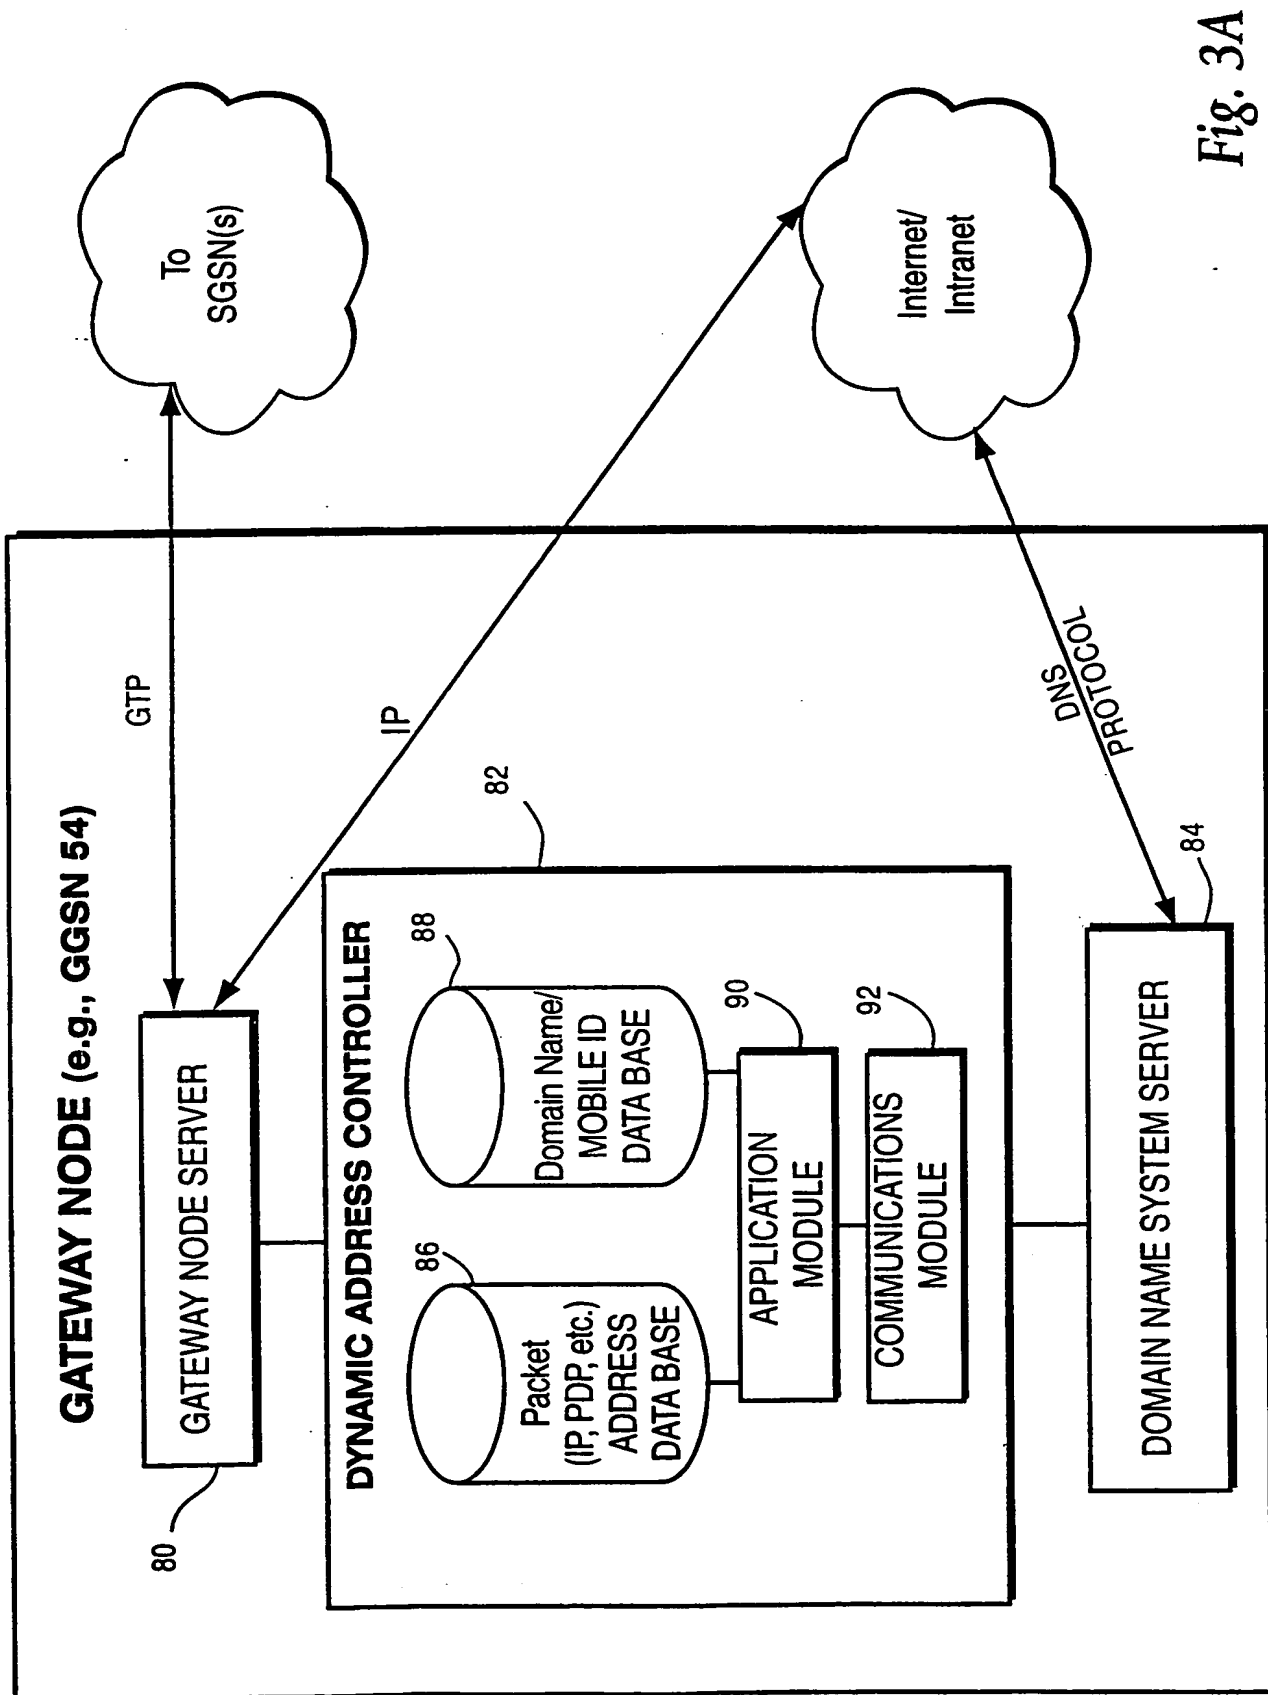 GATEWAY NODE (e.g., GGSN 54)
80
GATEWAY NODE SERVER
GTP
To
SGSN(s)
IP
82
DYNAMIC ADDRESS CONTROLLER
86
Packet
(IP, PDP, etc.)
ADDRESS
DATA BASE
88
Domain Name/
MOBILE ID
DATA BASE
90
APPLICATION
MODULE
92
COMMUNICATIONS
MODULE
Internet/
Intranet
DNS
PROTOCOL
84
DOMAIN NAME SYSTEM SERVER
Fig. 3A